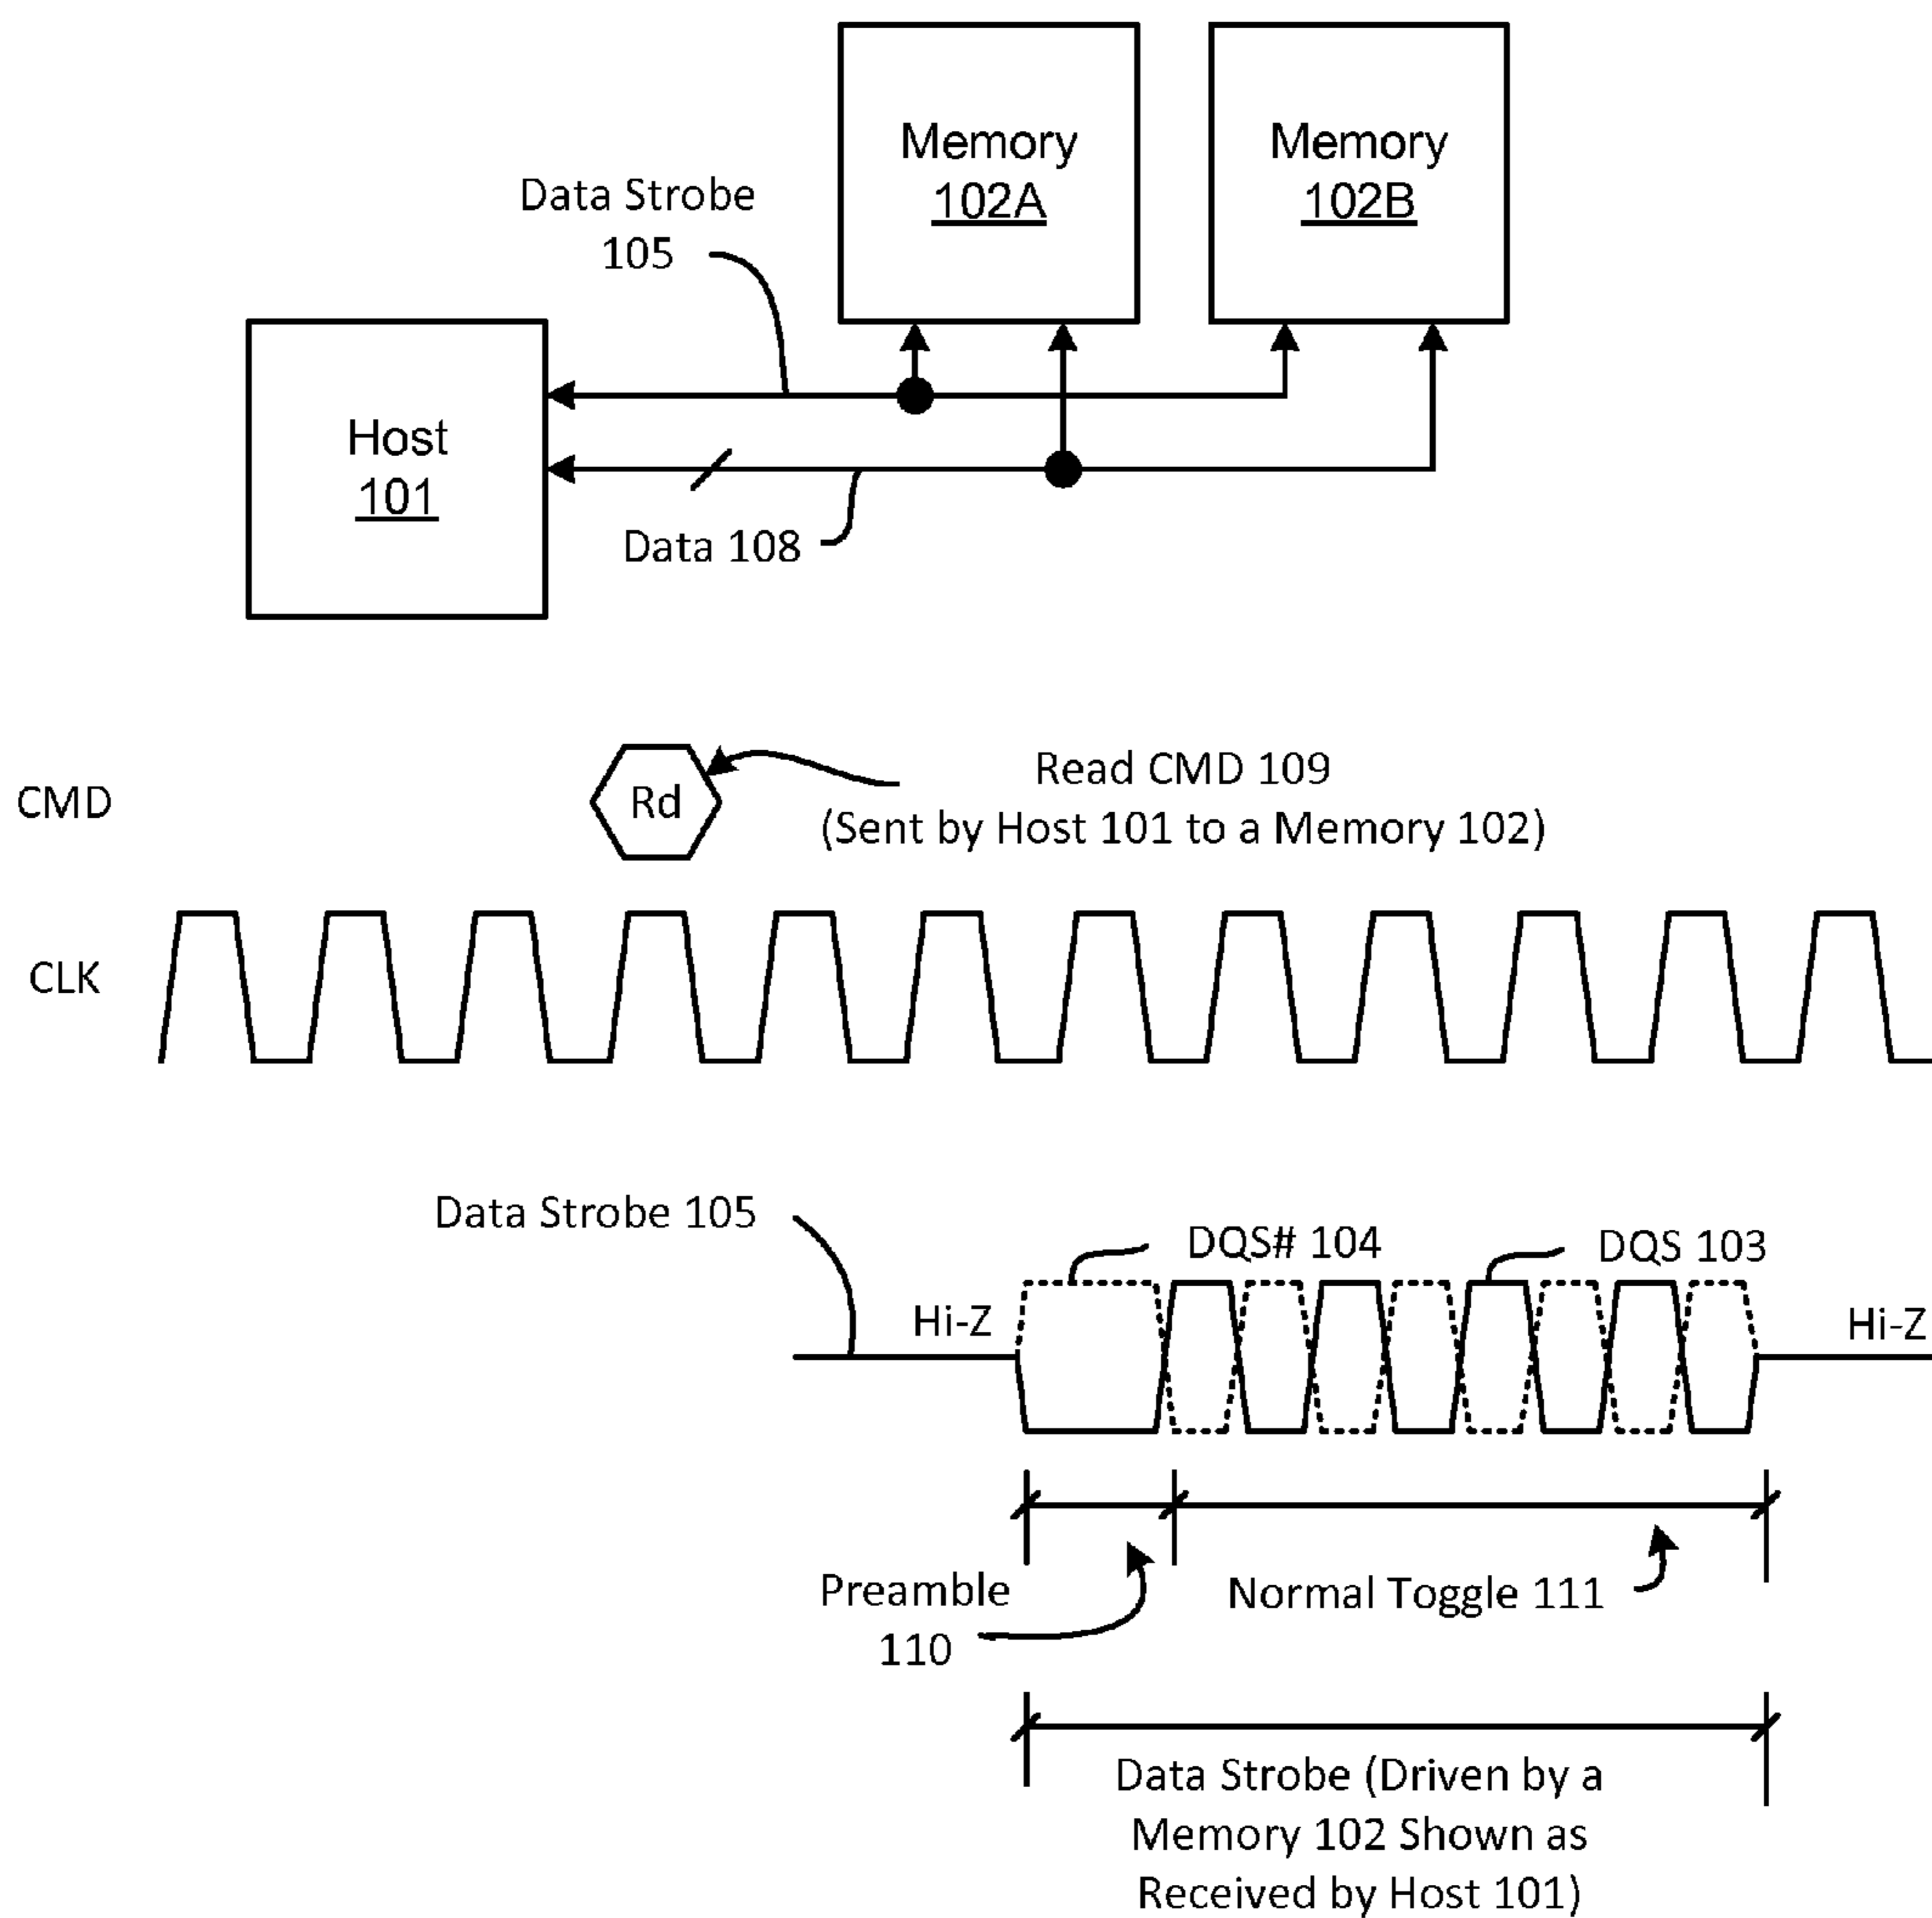 Memory
102A
Memory
102B
Data Strobe
105
Host
101
Data 108
CMD
Rd
Read CMD 109
(Sent by Host 101 to a Memory 102)
CLK
Data Strobe 105
DQS# 104
DQS 103
Hi-Z
Hi-Z
Preamble
110
Normal Toggle 111
Data Strobe (Driven by a
Memory 102 Shown as
Received by Host 101)